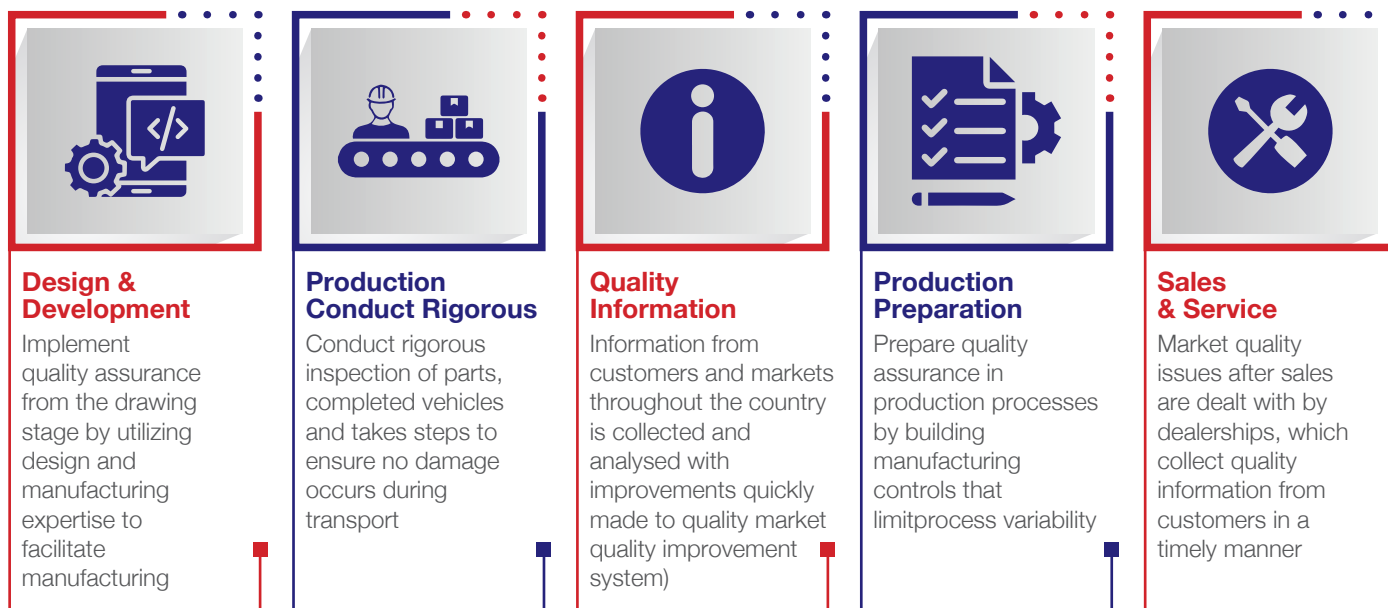 Design &
Development
Implement
quality assurance
from the drawing
stage by utilizing
design and
manufacturing
expertise to
facilitate
manufacturing
Production
Conduct Rigorous
Conduct rigorous
inspection of parts,
completed vehicles
and takes steps to
ensure no damage
occurs during
transport
Quality
Information
Information from
customers and markets
throughout the country
is collected and
analysed with
improvements quickly
made to quality market
quality improvement
system)
Production
Preparation
Prepare quality
assurance in
production processes
by building
manufacturing
controls that
limitprocess variability
Sales
& Service
Market quality
issues after sales
are dealt with by
dealerships, which
collect quality
information from
customers in a
timely manner